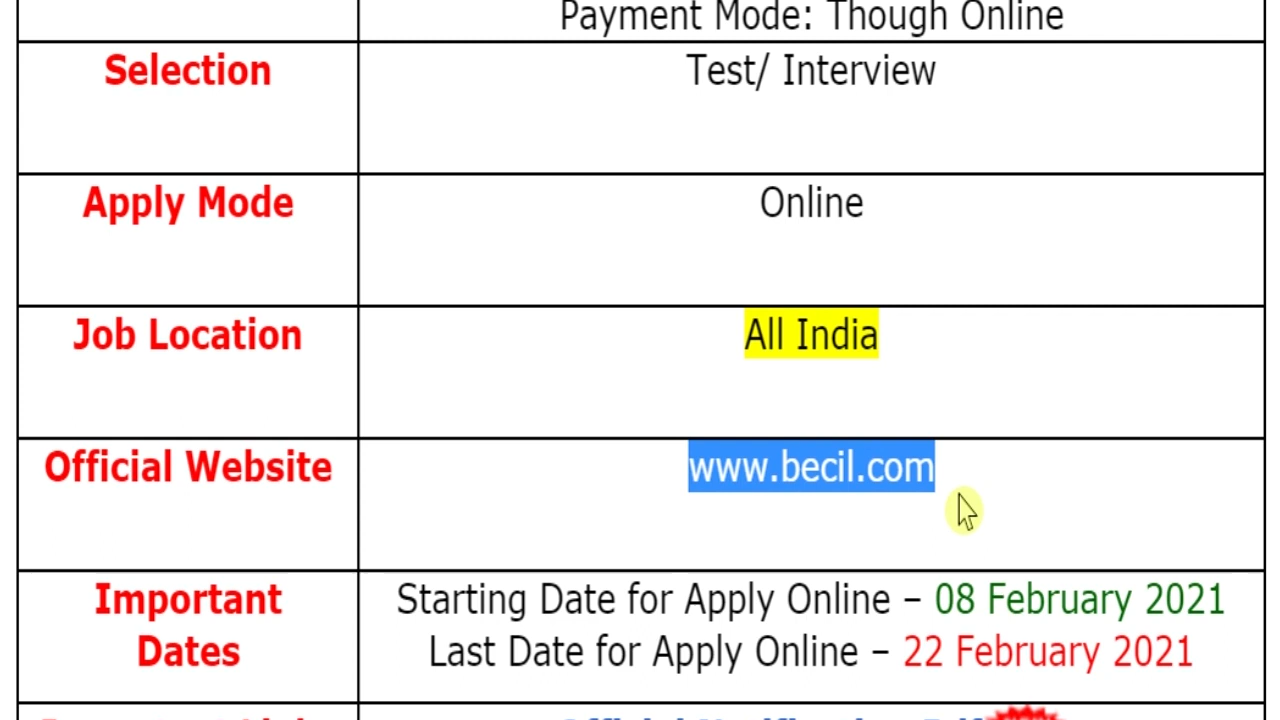 Payment Mode: Though Online
Selection
Test/ Interview
Apply Mode
Online
Job Location
All India
Official Website
www.becil.com
Important
Dates
Starting Date for Apply Online – 08 February 2021
Last Date for Apply Online – 22 February 2021